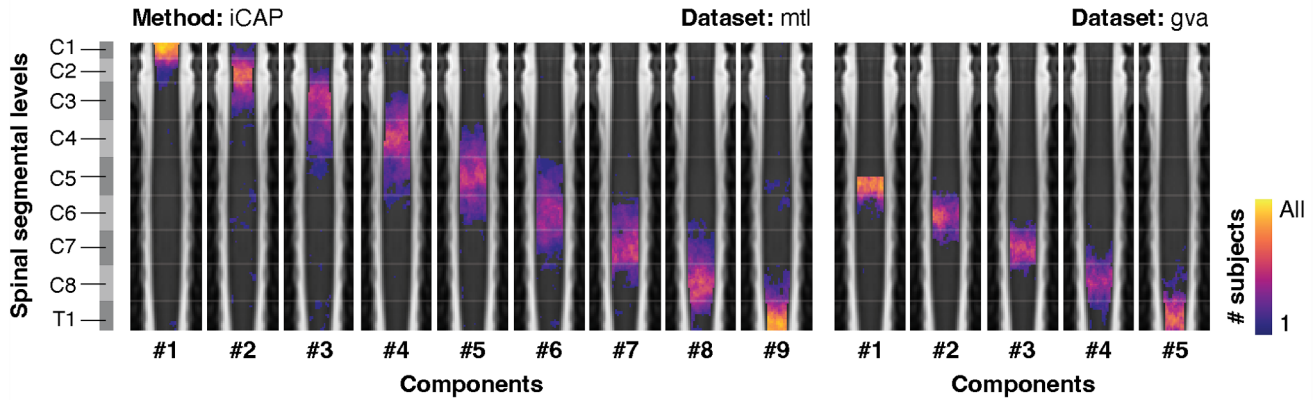 Method: iCAP Dataset: mtl Dataset: gva
Spinal segmental levels
C1
C2
C3
C4
C5
C6
C7
C8
T1
#1 #2 #3 #4 #5 #6 #7 #8 #9 #1 #2 #3 #4 #5
Components Components
# subjects
All
1